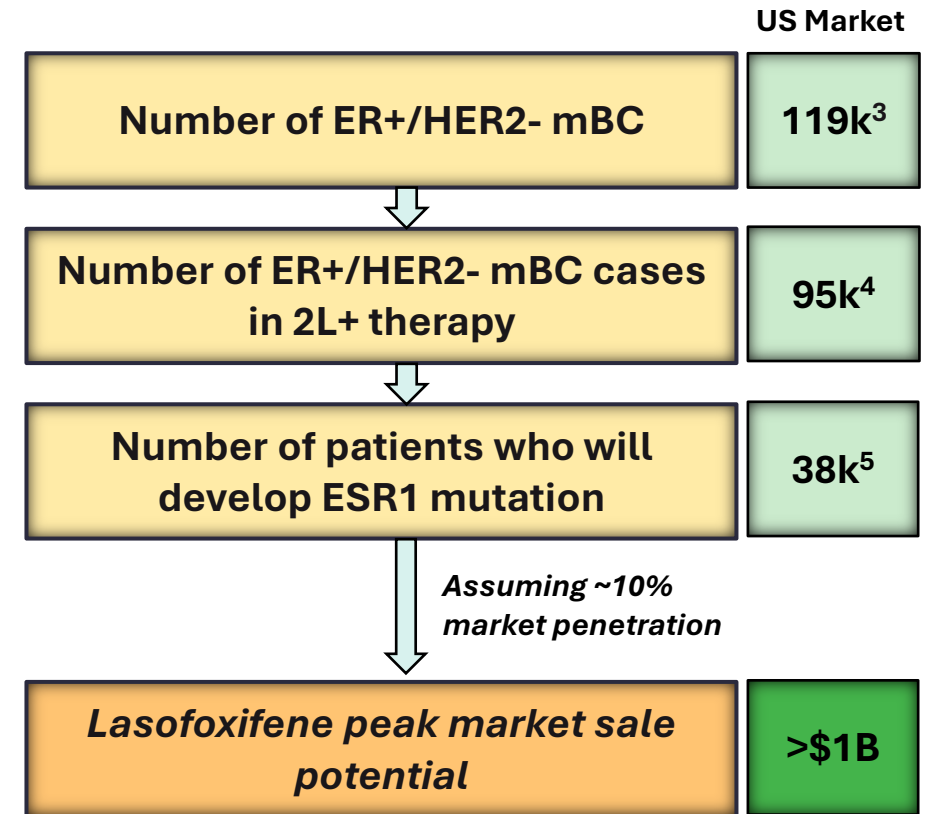 US Market
Number of ER+/HER2- mBC
119k³
Number of ER+/HER2- mBC cases
in 2L+ therapy
95k⁴
Number of patients who will
develop ESR1 mutation
38k⁵
Assuming ~10%
market penetration
Lasofoxifene peak market sale
potential
>$1B